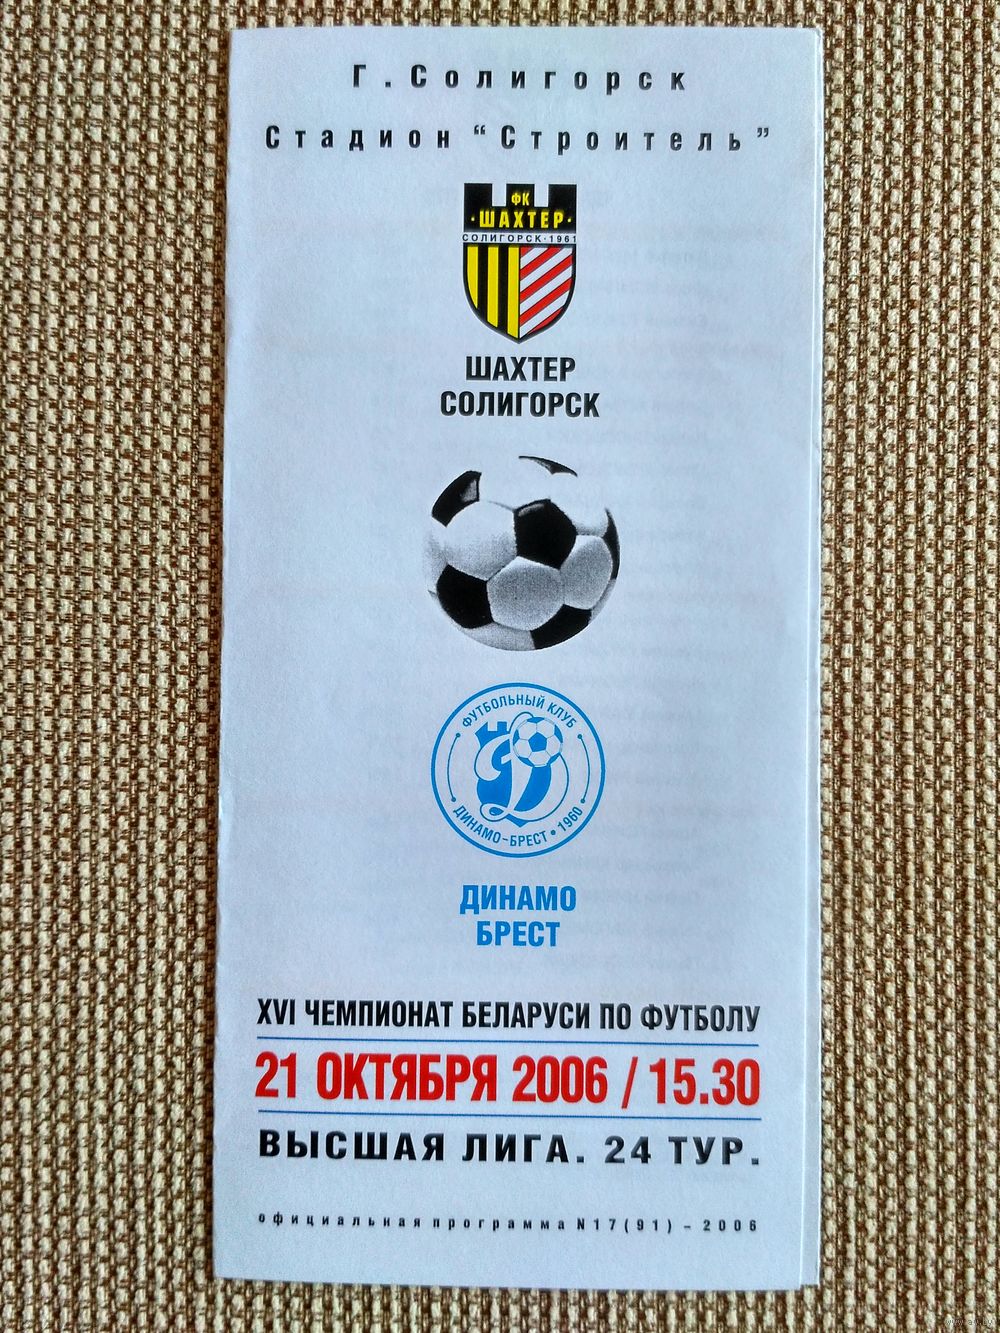 Г. Солигорск
Стадион “Строитель”
ФК
·ШАХТЕР·
СОЛИГОРСК·1961
ШАХТЕР
СОЛИГОРСК
ФУТБОЛЬНЫЙ КЛУБ
ДИНАМО-БРЕСТ • 1960
ДИНАМО
БРЕСТ
XVI ЧЕМПИОНАТ БЕЛАРУСИ ПО ФУТБОЛУ
21 ОКТЯБРЯ 2006 / 15.30
ВЫСШАЯ ЛИГА. 24 ТУР.
официальная программа N17(91) – 2006